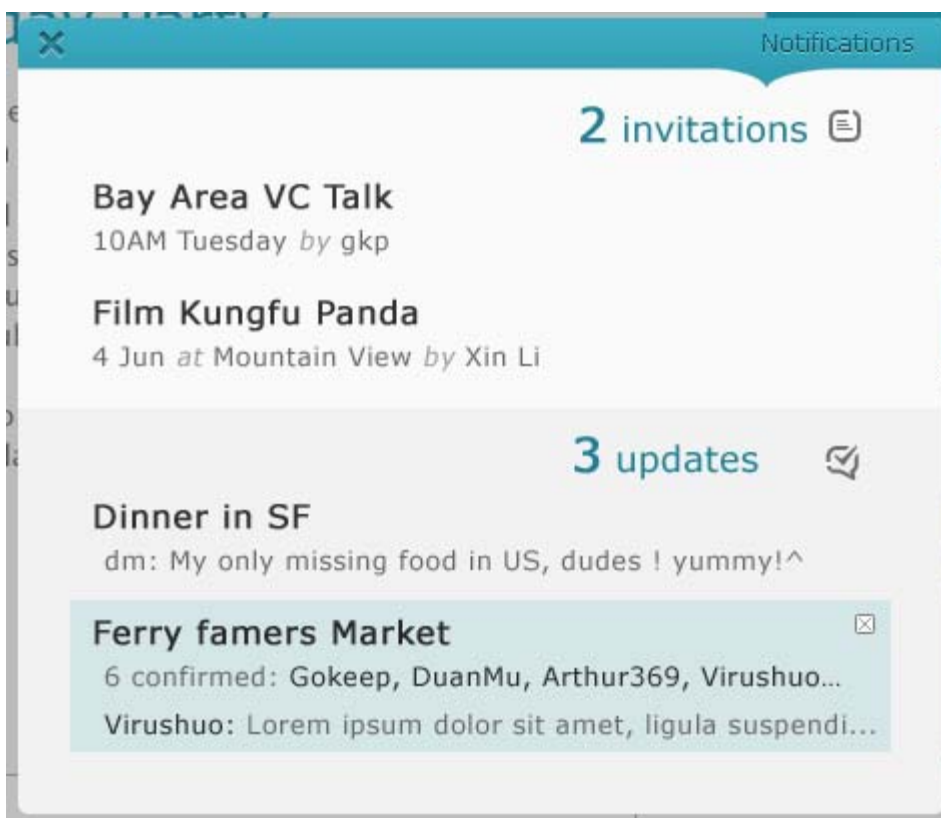 Notifications
2 invitations
Bay Area VC Talk
10AM Tuesday by gkp
Film Kungfu Panda
4 Jun at Mountain View by Xin Li
3 updates
Dinner in SF
dm: My only missing food in US, dudes ! yummy!^
Ferry famers Market
6 confirmed: Gokeep, DuanMu, Arthur369, Virushuo...
Virushuo: Lorem ipsum dolor sit amet, ligula suspendi...